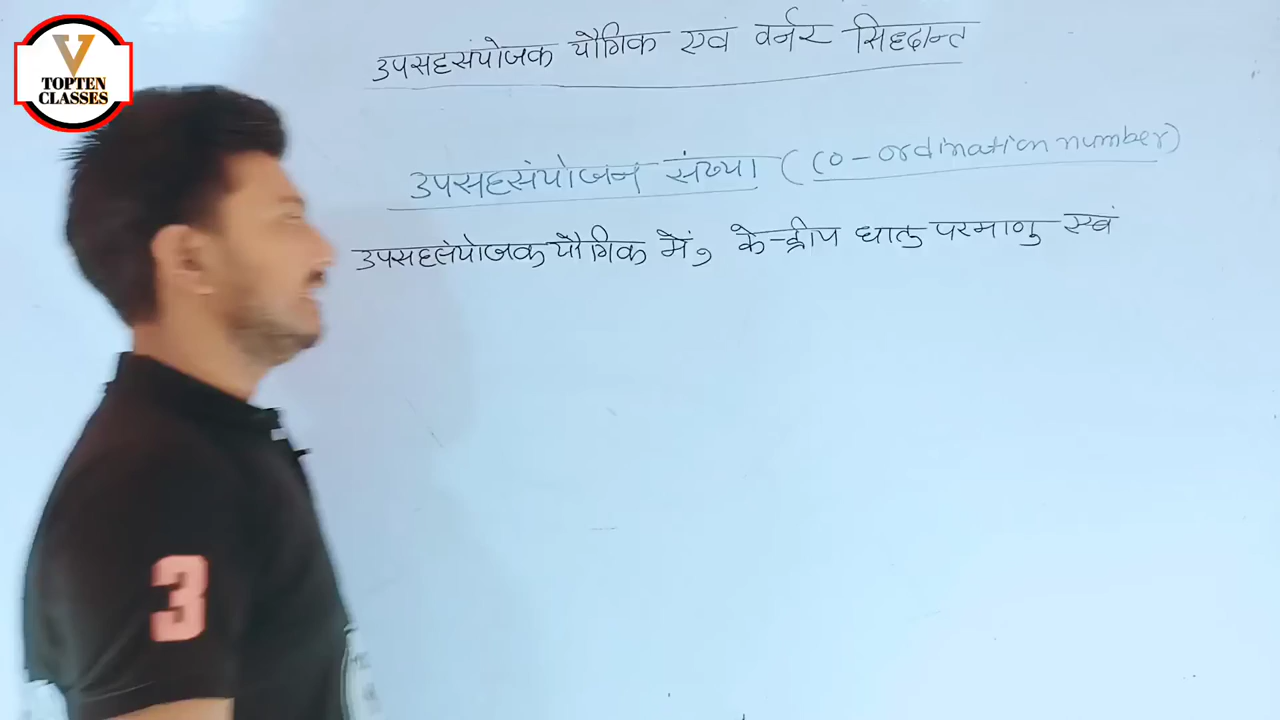 V
TOPTEN
CLASSES
उपसहसंयोजक यौगिक एवं वर्नर सिद्दान्त
उपसहसंयोजन संख्या (co-ordination number)
उपसहसंयोजक यौगिक में, केन्द्रीय धातु परमाणु एवं
3